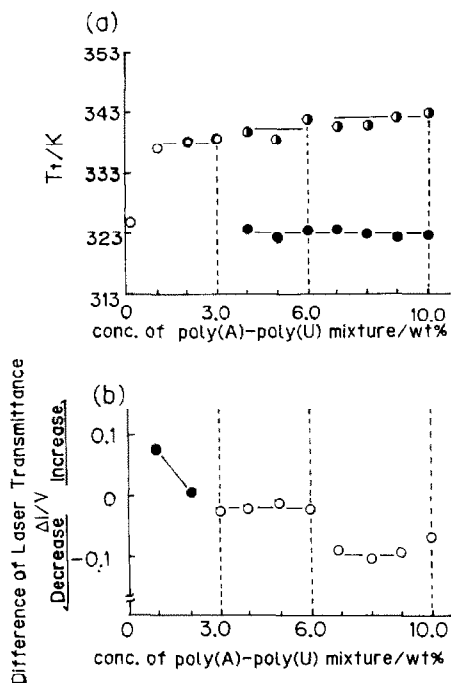 (a)
353
343
333
323
313
Tt/K
0 3.0 6.0 10.0
conc. of poly(A)-poly(U) mixture/wt%
(b)
0.1
0
-0.1
Difference of Laser Transmittance
ΔI/V
Decrease Increase
0 3.0 6.0 10.0
conc. of poly(A)-poly(U) mixture/wt%